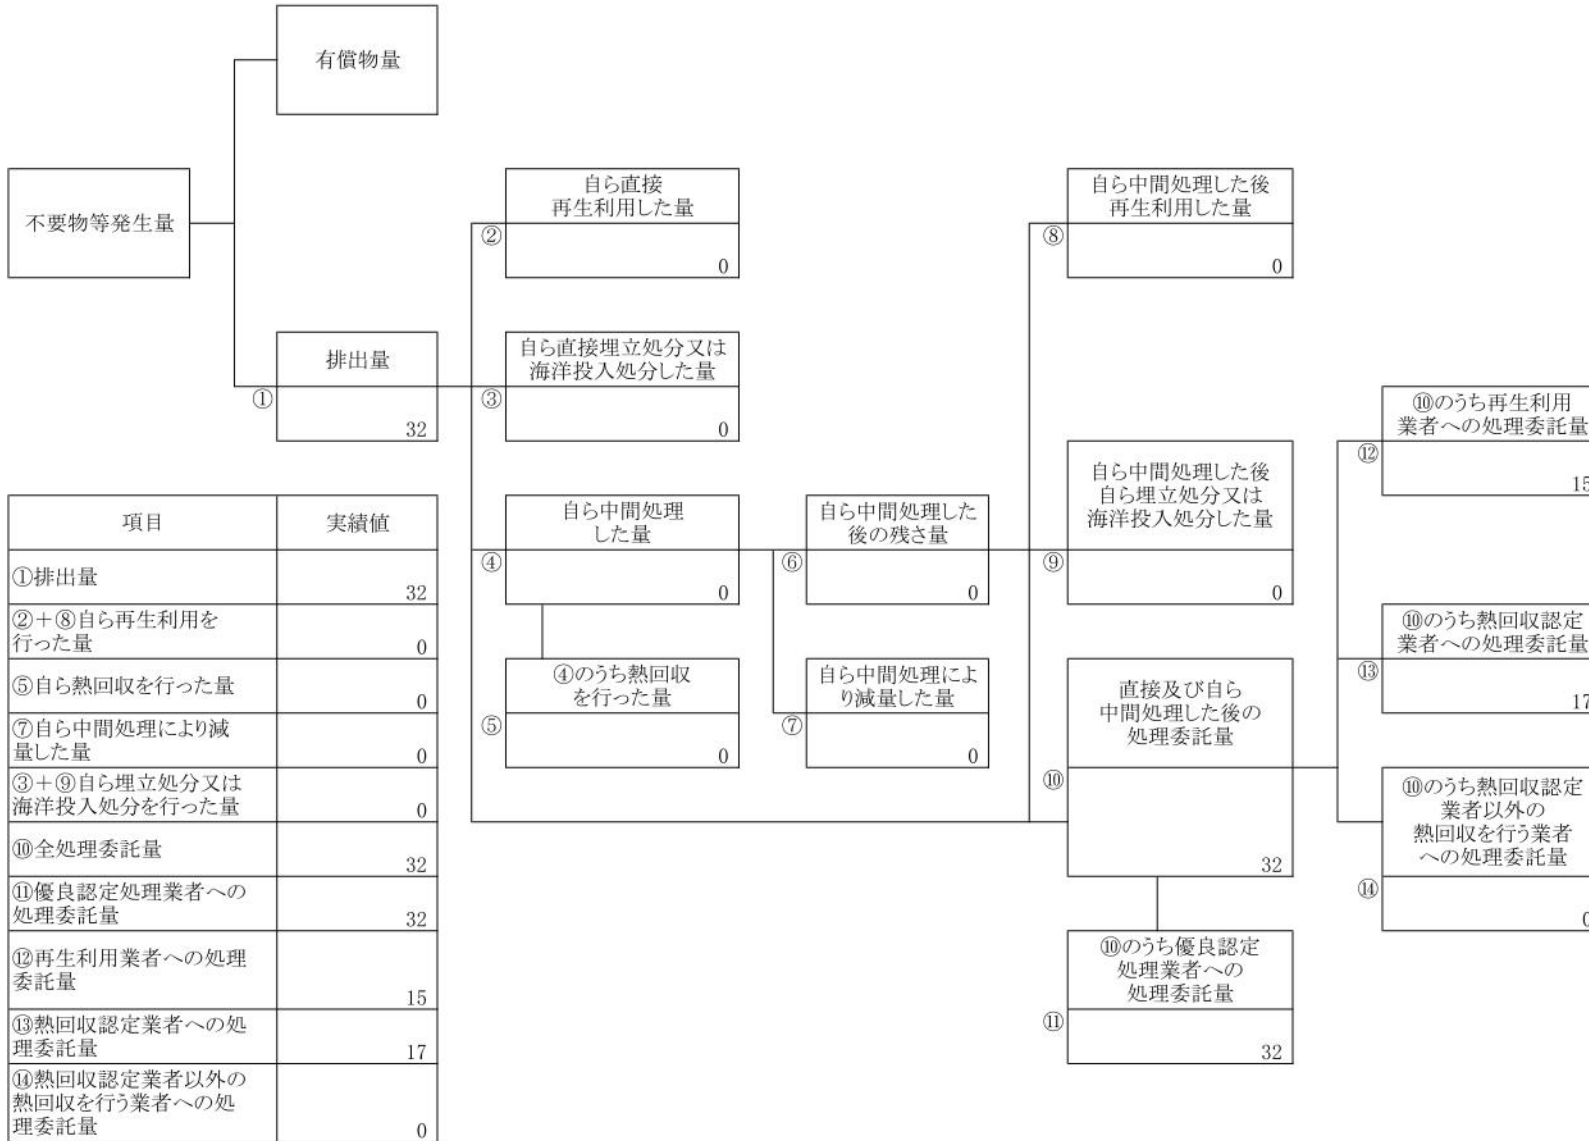 有償物量
不要物等発生量
排出量
①
32
自ら直接
再生利用した量
②
0
自ら直接埋立処分又は
海洋投入処分した量
③
0
自ら中間処理
した量
④
0
④のうち熱回収
を行った量
⑤
0
自ら中間処理した
後の残さ量
⑥
0
自ら中間処理によ
り減量した量
⑦
0
自ら中間処理した後
再生利用した量
⑧
0
自ら中間処理した後
自ら埋立処分又は
海洋投入処分した量
⑨
0
直接及び自ら
中間処理した後の
処理委託量
⑩
32
⑩のうち優良認定
処理業者への
処理委託量
⑪
32
⑩のうち再生利用
業者への処理委託量
⑫
15
⑩のうち熱回収認定
業者への処理委託量
⑬
17
⑩のうち熱回収認定
業者以外の
熱回収を行う業者
への処理委託量
⑭
0
項目 実績値
①排出量
32
②＋⑧自ら再生利用を
行った量
0
⑤自ら熱回収を行った量
0
⑦自ら中間処理により減
量した量
0
③＋⑨自ら埋立処分又は
海洋投入処分を行った量
0
⑩全処理委託量
32
⑪優良認定処理業者への
処理委託量
32
⑫再生利用業者への処理
委託量
15
⑬熱回収認定業者への処
理委託量
17
⑭熱回収認定業者以外の
熱回収を行う業者への処
理委託量
0